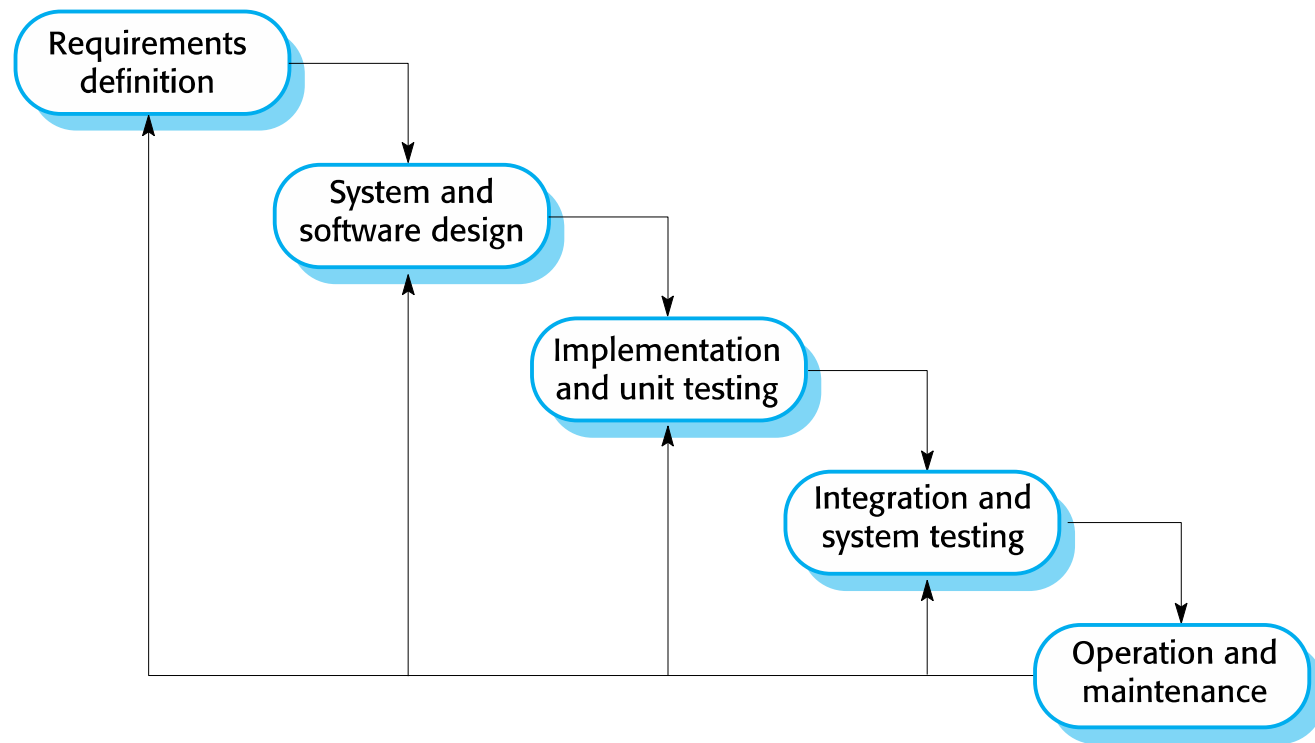 Requirements
definition
System and
software design
Implementation
and unit testing
Integration and
system testing
Operation and
maintenance